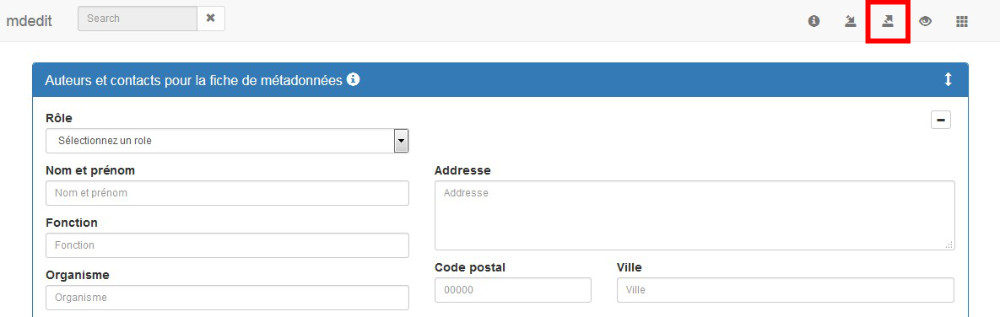 mdedit
Search
Auteurs et contacts pour la fiche de métadonnées
Rôle
Sélectionnez un role
Nom et prénom
Nom et prénom
Addresse
Addresse
Fonction
Fonction
Organisme
Organisme
Code postal
00000
Ville
Ville